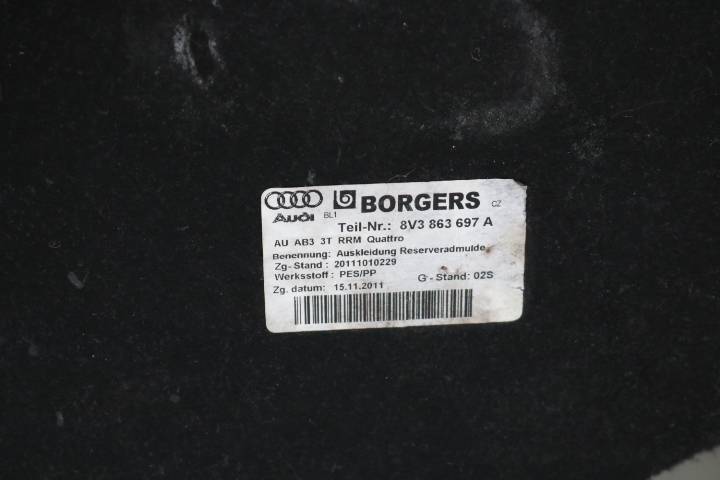 BORGERS CZ
Audi BL1
Teil-Nr.: 8V3 863 697 A
AU AB3 3T RRM Quattro
Benennung: Auskleidung Reserveradmulde
Zg-Stand: 20111010229
Werksstoff: PES/PP G-Stand: 02S
Zg. datum: 15.11.2011